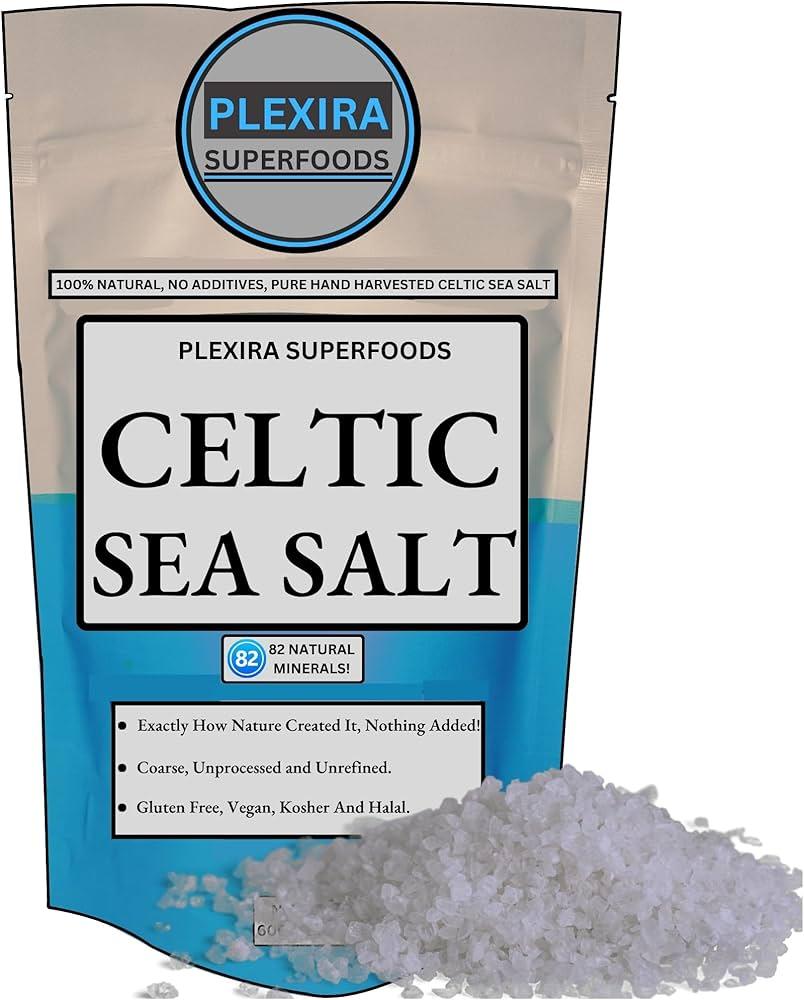 PLEXIRA
SUPERFOODS
100% NATURAL, NO ADDITIVES, PURE HAND HARVESTED CELTIC SEA SALT
PLEXIRA SUPERFOODS
CELTIC
SEA SALT
82
82 NATURAL
MINERALS!
• Exactly How Nature Created It, Nothing Added!
• Coarse, Unprocessed and Unrefined.
• Gluten Free, Vegan, Kosher And Halal.